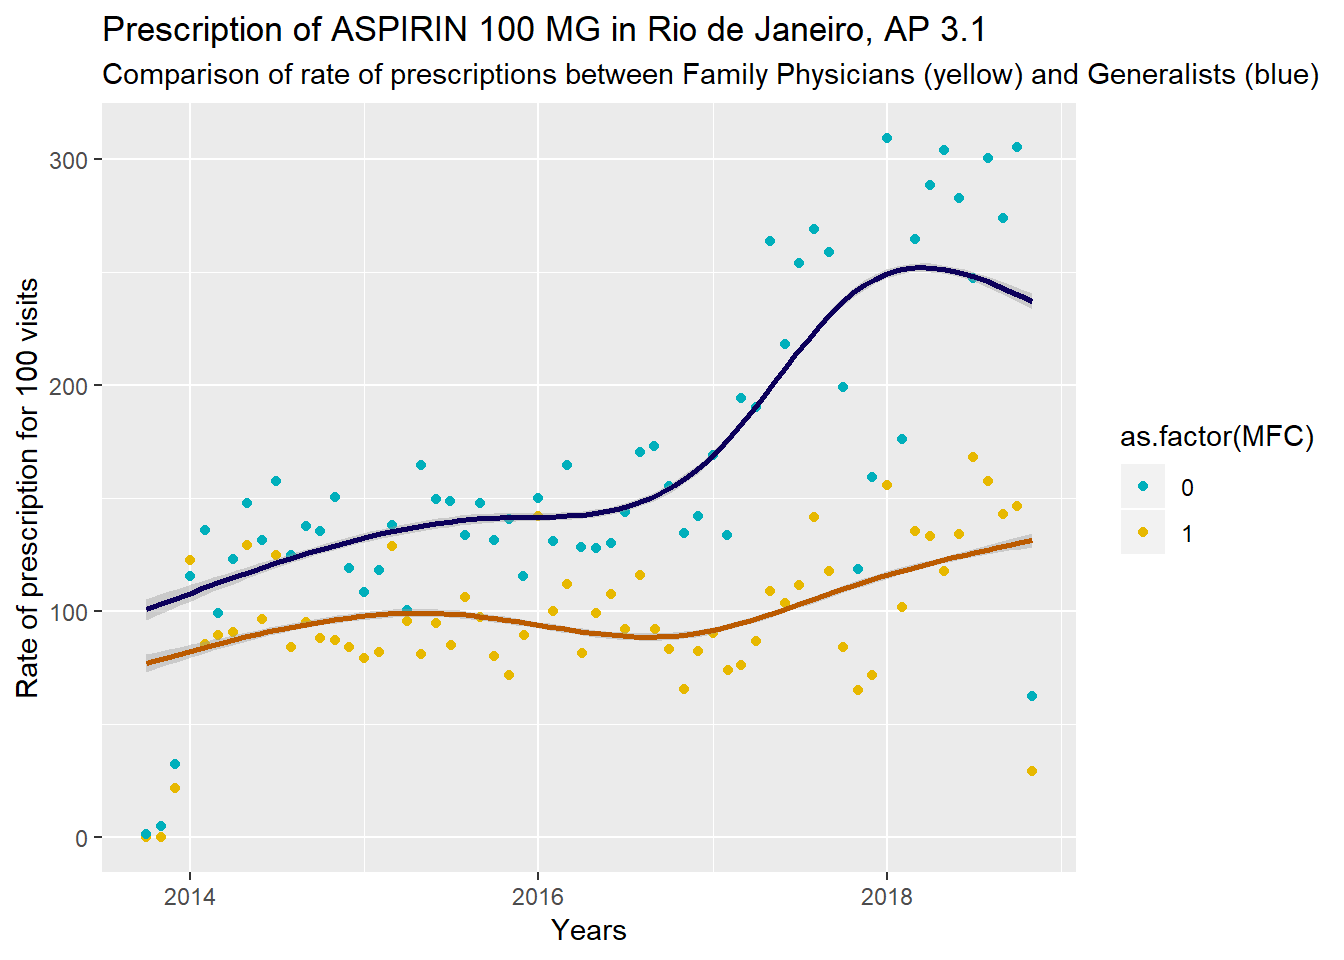 Prescription of ASPIRIN 100 MG in Rio de Janeiro, AP 3.1
Comparison of rate of prescriptions between Family Physicians (yellow) and Generalists (blue)
Rate of prescription for 100 visits
300
200
100
0
2014
2016
2018
Years
as.factor(MFC)
0
1